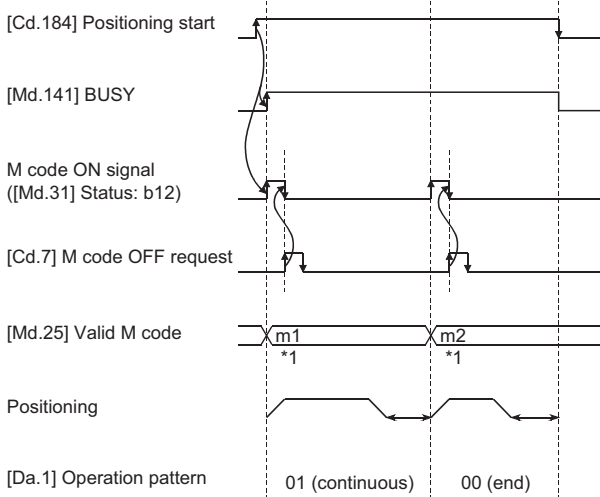 [Cd.184] Positioning start
[Md.141] BUSY
M code ON signal
([Md.31] Status: b12)
[Cd.7] M code OFF request
[Md.25] Valid M code
m1
m2
*1
*1
Positioning
[Da.1] Operation pattern
01 (continuous)
00 (end)